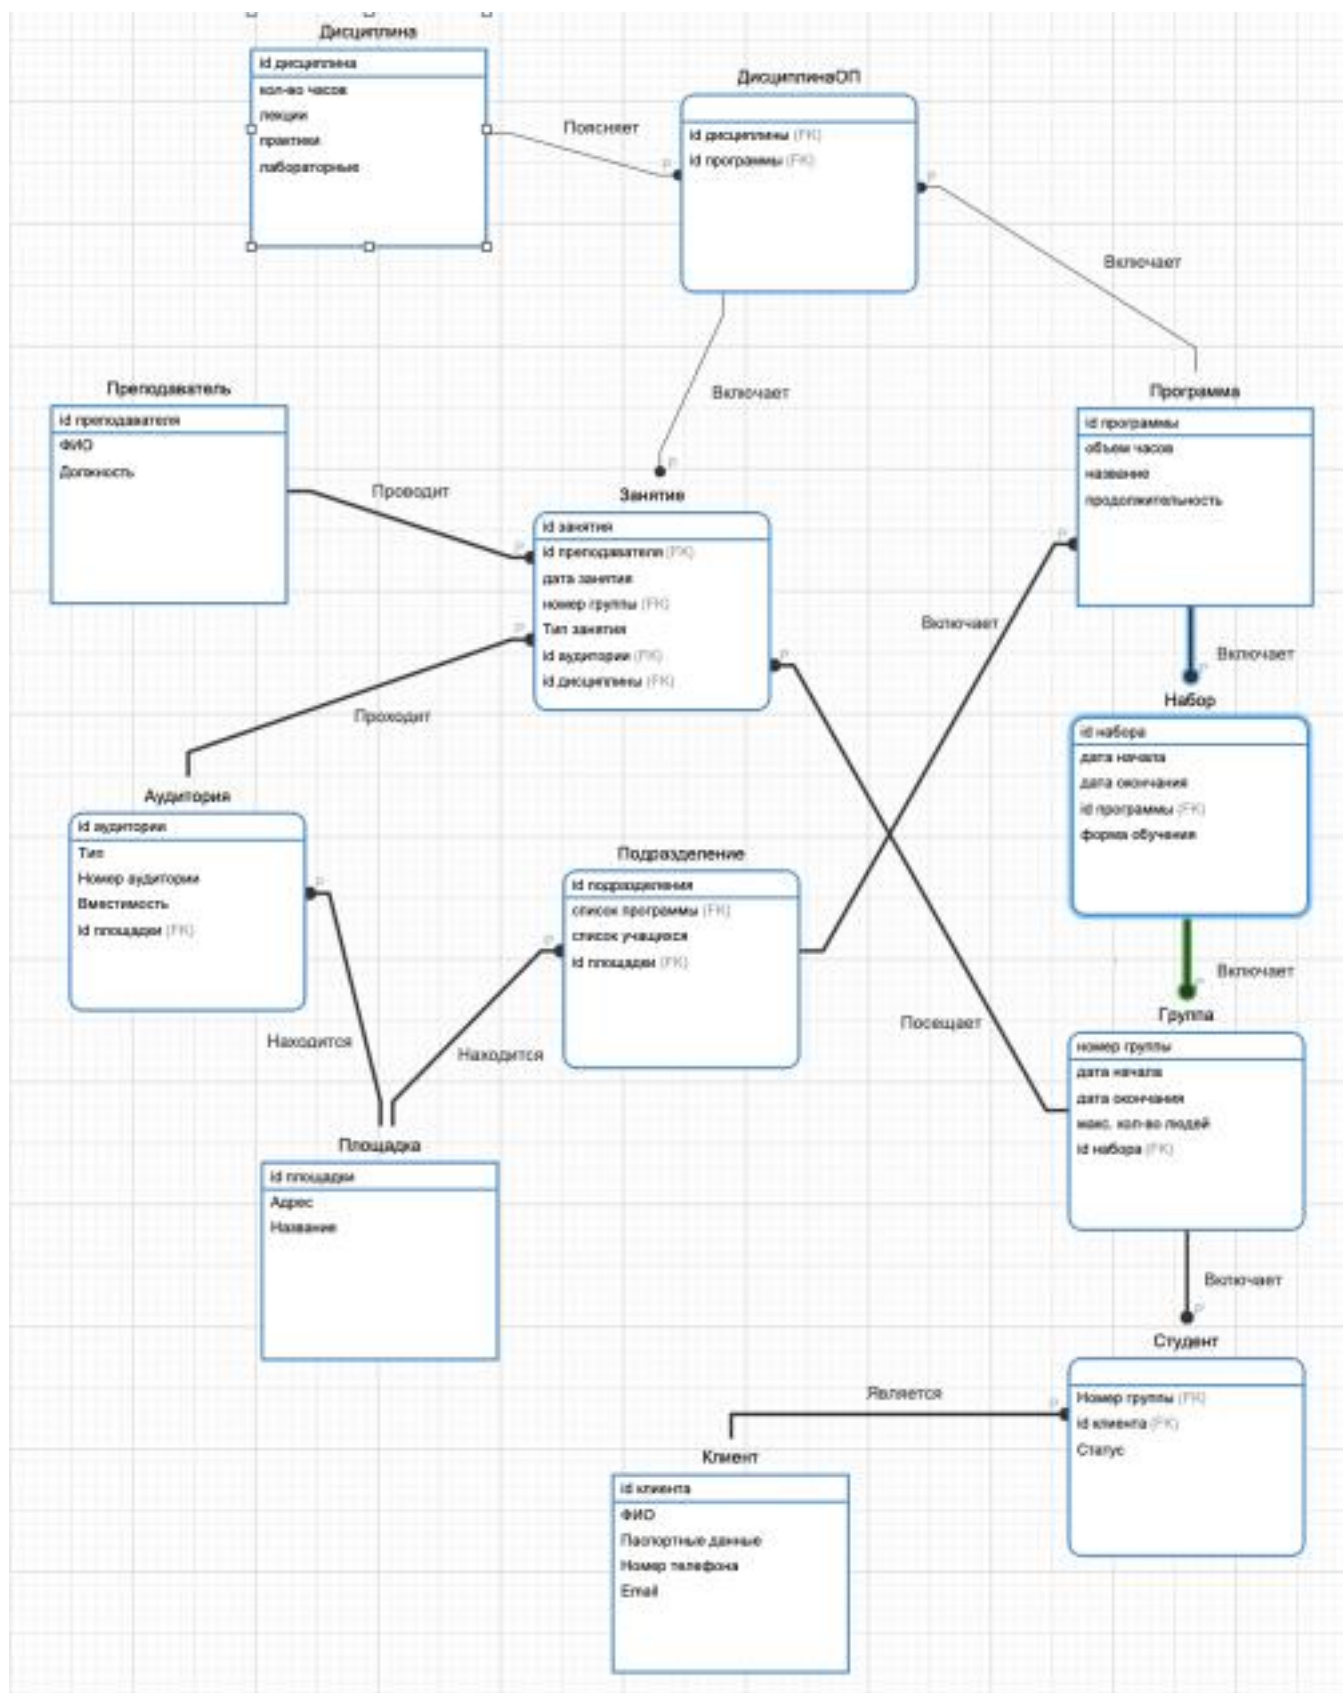 Дисциплина
id дисциплина
кол-во часов
лекции
практики
лабораторные
Поясняет
P
ДисциплинаОП
id дисциплины (FK)
id программы (FK)
P
Включает
Включает
P
Преподаватель
id преподавателя
ФИО
Должность
Проводит
P
Занятие
id занятия
id преподавателя (FK)
дата занятия
номер группы (FK)
Тип занятия
id аудитории (FK)
id дисциплины (FK)
P
P
Проходит
Программа
id программы
объем часов
название
продолжительность
P
Включает
Включает
P
Набор
id набора
дата начала
дата окончания
id программы (FK)
форма обучения
Аудитория
id аудитории
Тип
Номер аудитории
Вместимость
id площадки (FK)
P
Подразделение
id подразделения
список программы (FK)
список учащихся
id площадки (FK)
P
Находится
Находится
Посещает
Включает
P
Группа
номер группы
дата начала
дата окончания
макс. кол-во людей
id набора (FK)
Площадка
id площадки
Адрес
Название
Включает
P
Студент
Номер группы (FK)
id клиента (FK)
Статус
Является
P
Клиент
id клиента
ФИО
Паспортные данные
Номер телефона
Email